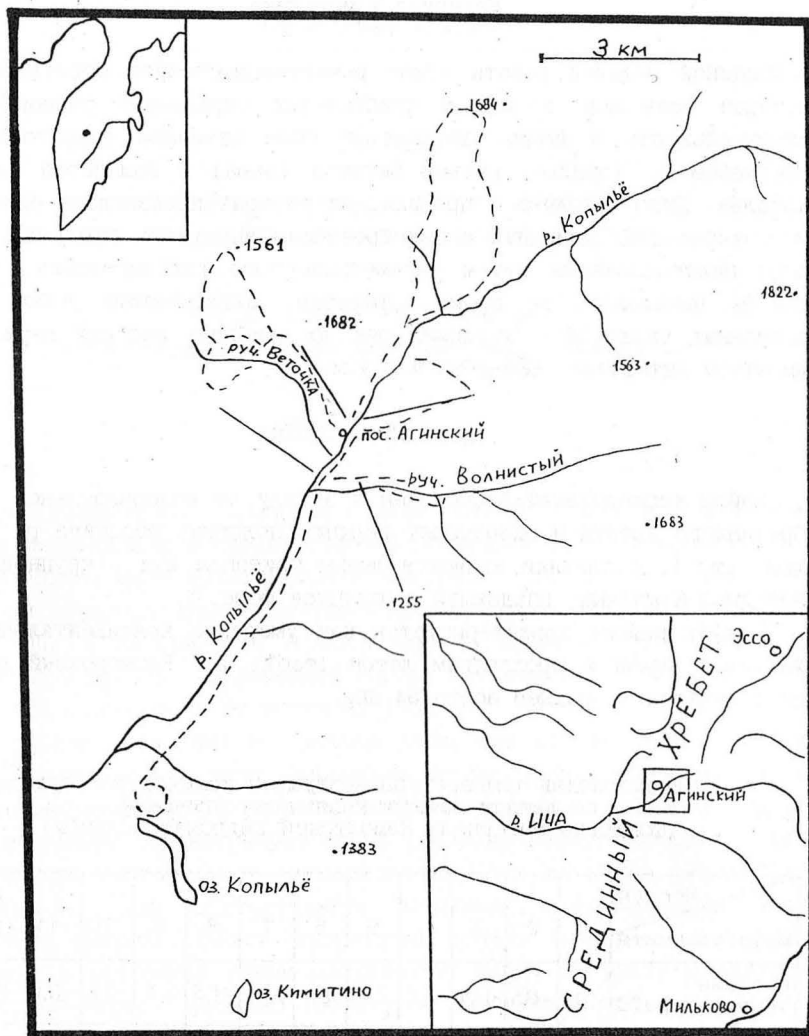 3 км
1684
р. Копыльё
1561
1822
1682
руч. Веточка
1563
пос. Агинский
руч. Волнистый
1683
1255
р. Копыльё
1383
оз. Копыльё
оз. Кимитино
Эссо
СРЕДИННЫЙ ХРЕБЕТ
Агинский
р. ИЧА
Мильково